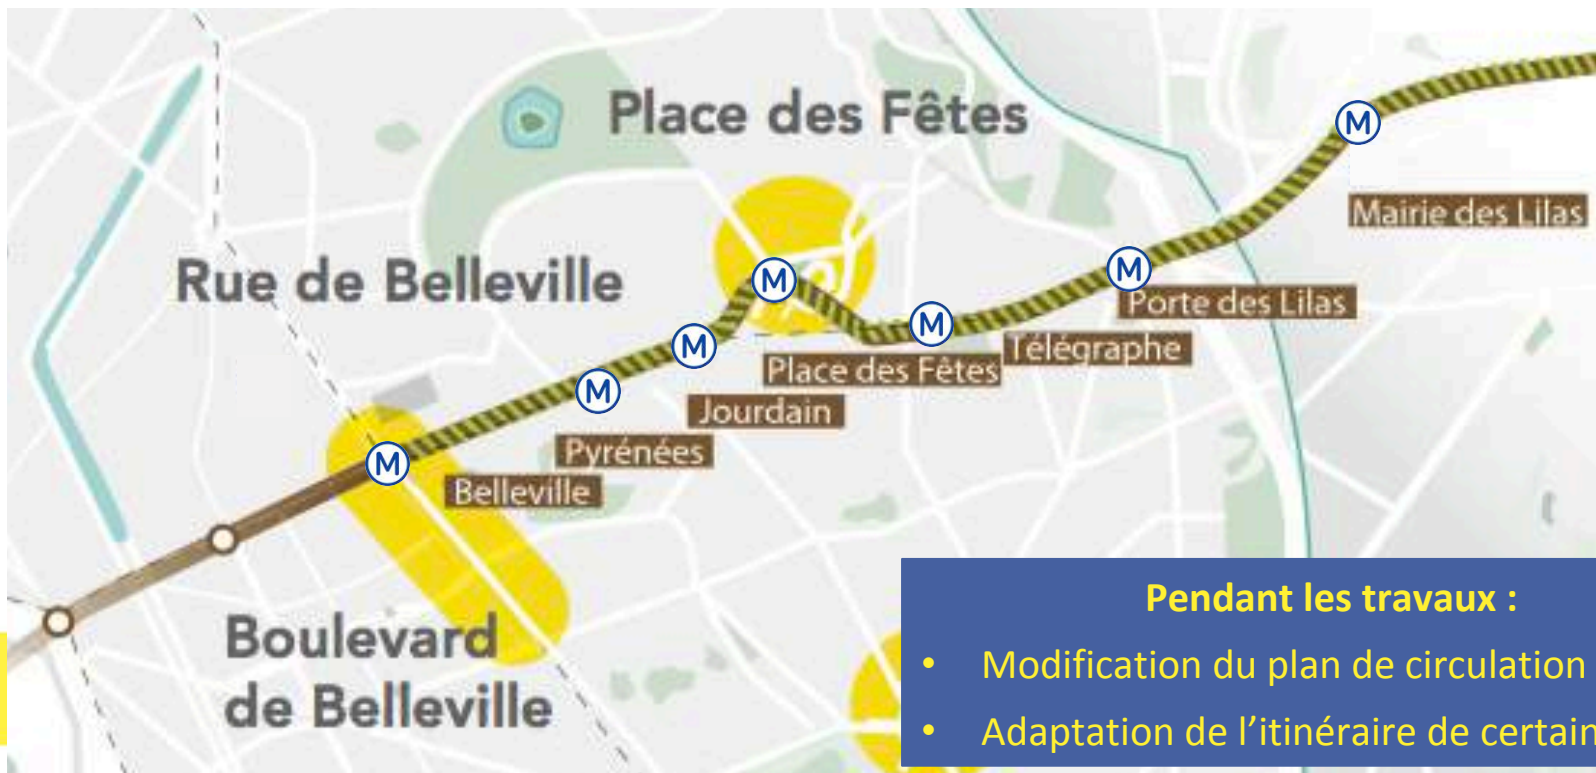 Place des Fêtes
M
Mairie des Lilas
Rue de Belleville
M
M
Porte des Lilas
M
Télégraphe
M
Place des Fêtes
M
Jourdain
M
Pyrénées
M
Belleville
Boulevard
de Belleville
Pendant les travaux :
• Modification du plan de circulation
• Adaptation de l’itinéraire de certain